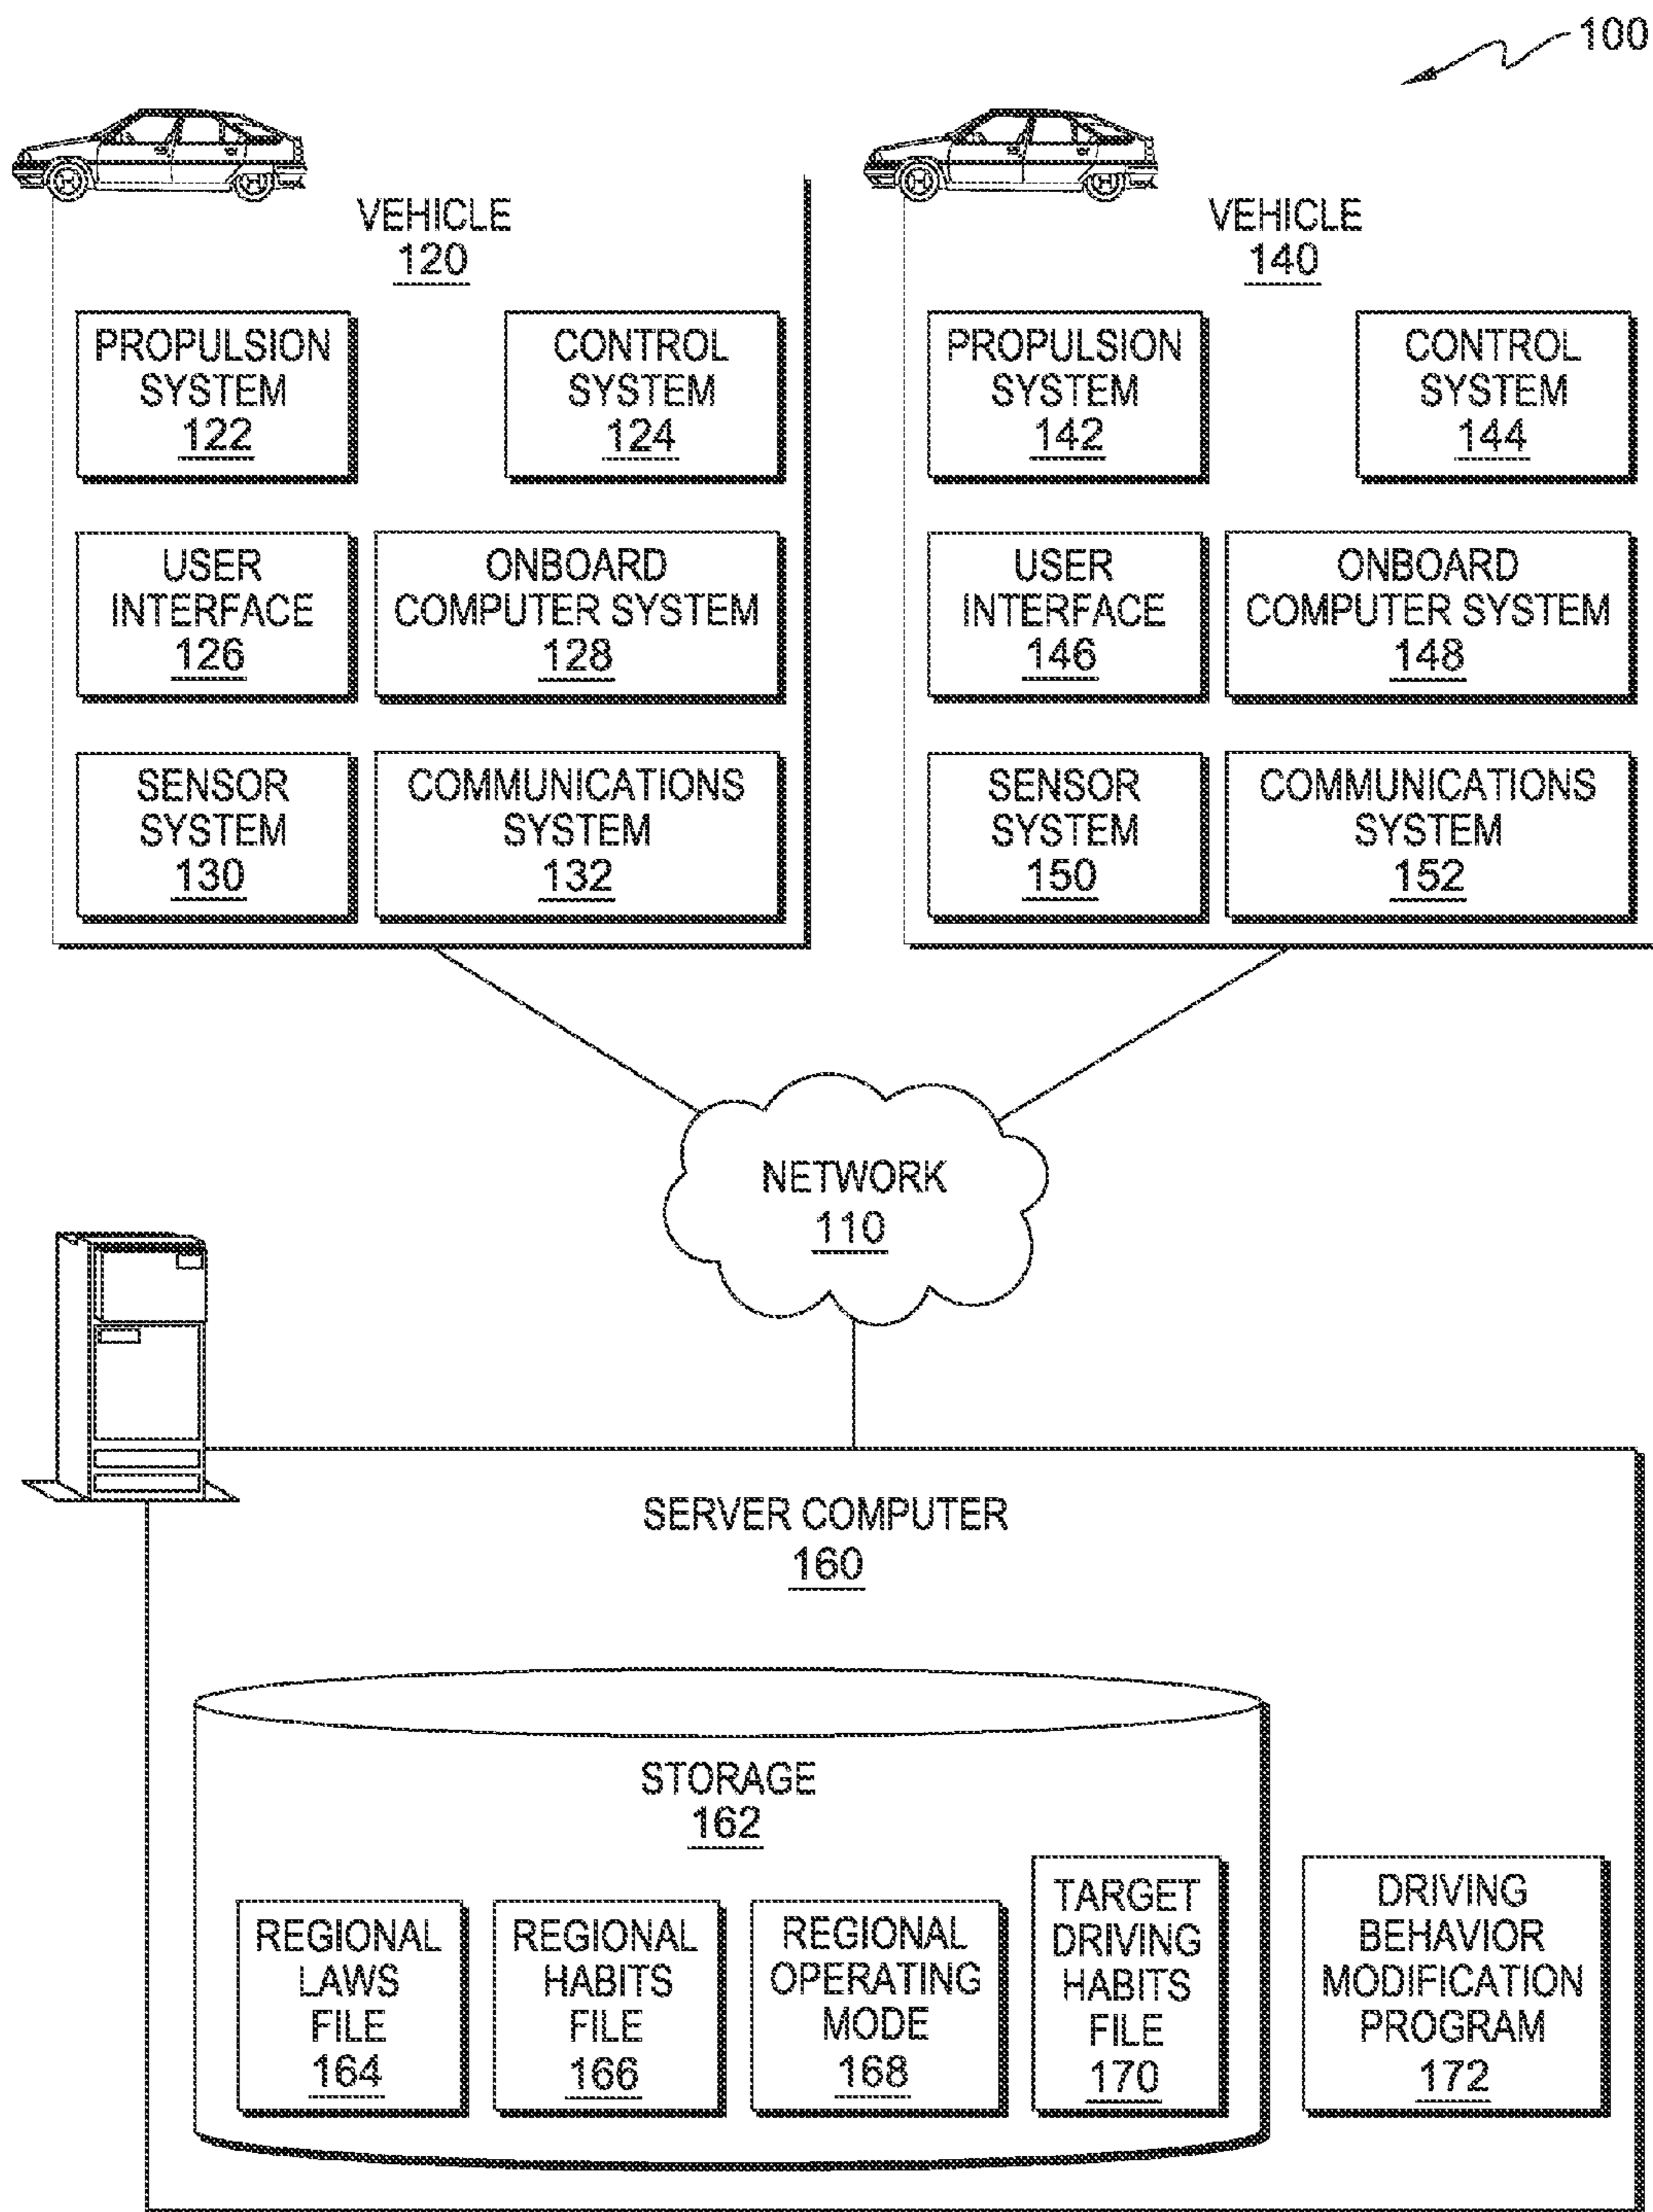 100
VEHICLE
120
PROPULSION
SYSTEM
122
CONTROL
SYSTEM
124
USER
INTERFACE
126
ONBOARD
COMPUTER SYSTEM
128
SENSOR
SYSTEM
130
COMMUNICATIONS
SYSTEM
132
VEHICLE
140
PROPULSION
SYSTEM
142
CONTROL
SYSTEM
144
USER
INTERFACE
146
ONBOARD
COMPUTER SYSTEM
148
SENSOR
SYSTEM
150
COMMUNICATIONS
SYSTEM
152
NETWORK
110
SERVER COMPUTER
160
STORAGE
162
REGIONAL
LAWS
FILE
164
REGIONAL
HABITS
FILE
166
REGIONAL
OPERATING
MODE
168
TARGET
DRIVING
HABITS
FILE
170
DRIVING
BEHAVIOR
MODIFICATION
PROGRAM
172